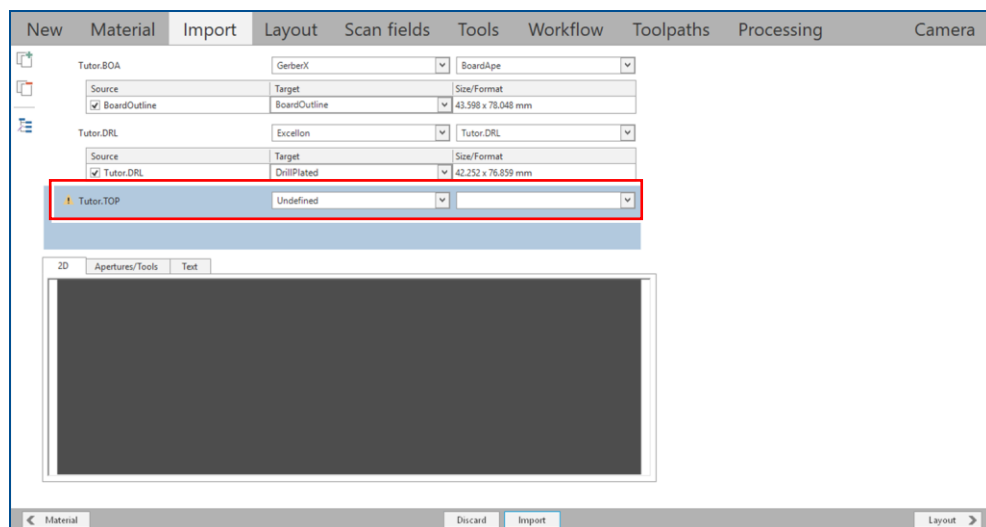 New Material Import Layout Scan fields Tools Workflow Toolpaths Processing Camera
Tutor.BOA GerberX BoardApe
Source Target Size/Format
BoardOutline BoardOutline 43.598 x 78.048 mm
Tutor.DRL Excellon Tutor.DRL
Source Target Size/Format
Tutor.DRL DrillPlated 42.252 x 76.859 mm
Tutor.TOP Undefined
2D Apertures/Tools Text
Material Discard Import Layout